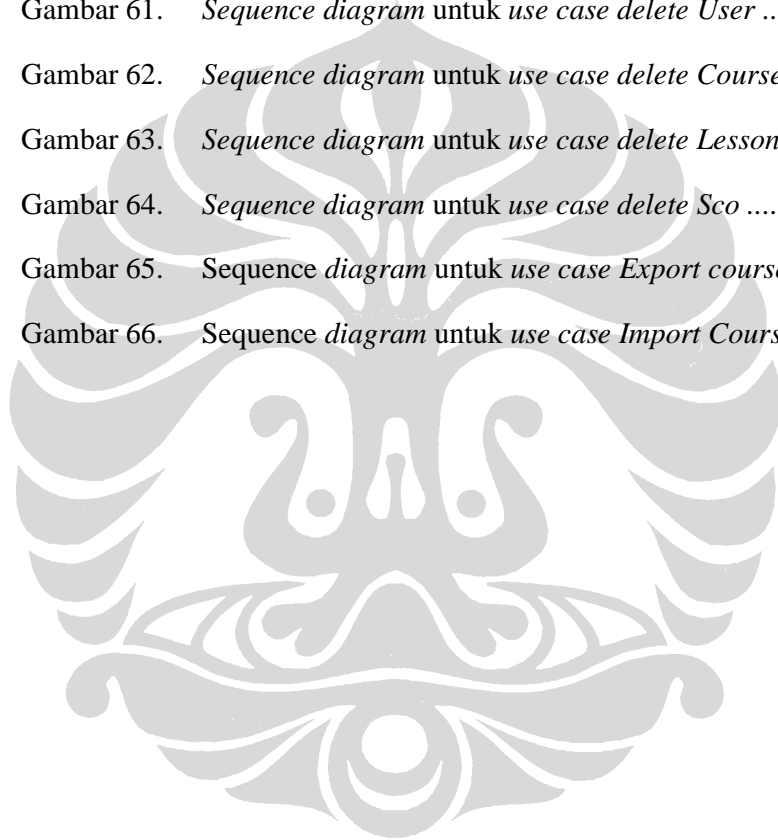 Gambar 61. Sequence diagram untuk use case delete User ..
Gambar 62. Sequence diagram untuk use case delete Course
Gambar 63. Sequence diagram untuk use case delete Lesson
Gambar 64. Sequence diagram untuk use case delete Sco ....
Gambar 65. Sequence diagram untuk use case Export course
Gambar 66. Sequence diagram untuk use case Import Cours